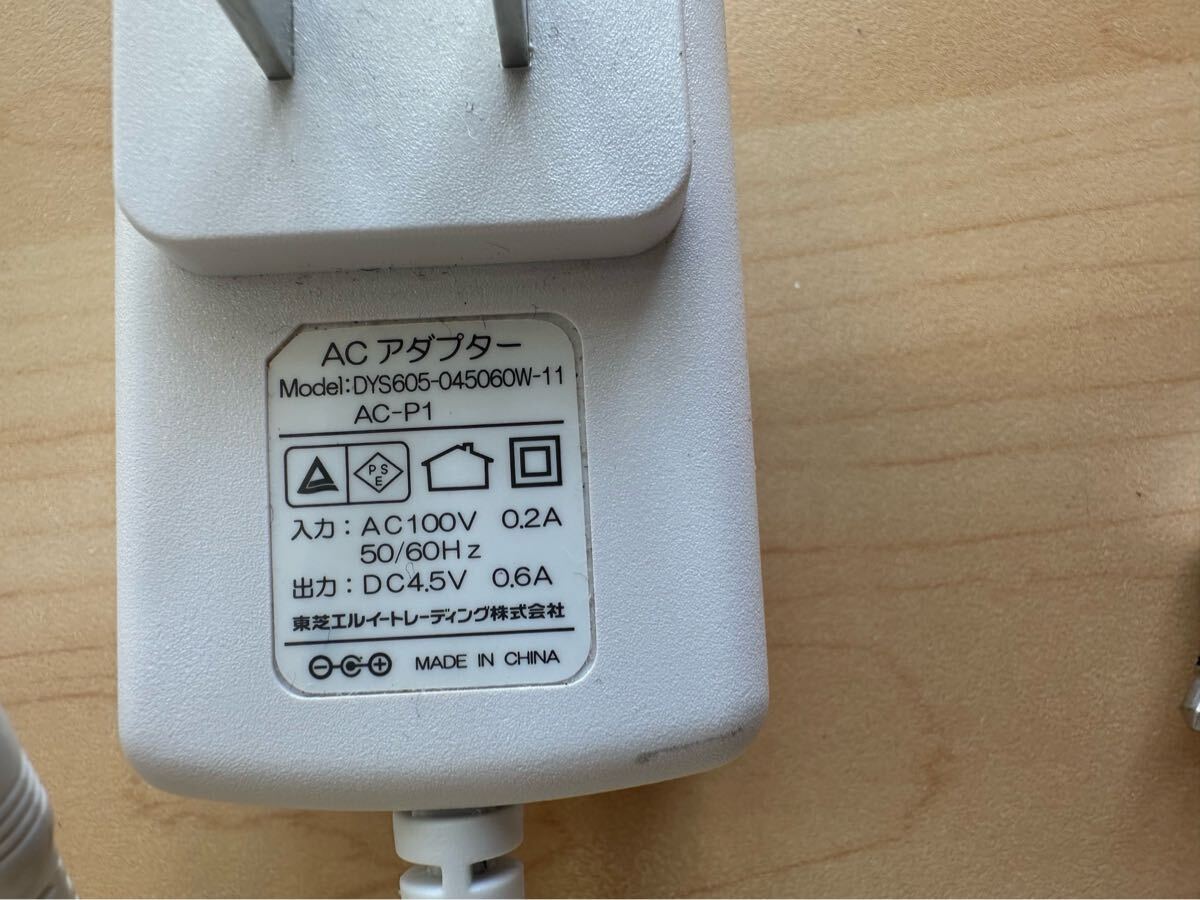 AC アダプター
Model:DYS605-045060W-11
AC-P1
PSE
入力：AC100V 0.2A
50/60Hz
出力：DC4.5V 0.6A
東芝エルイートレーディング株式会社
MADE IN CHINA